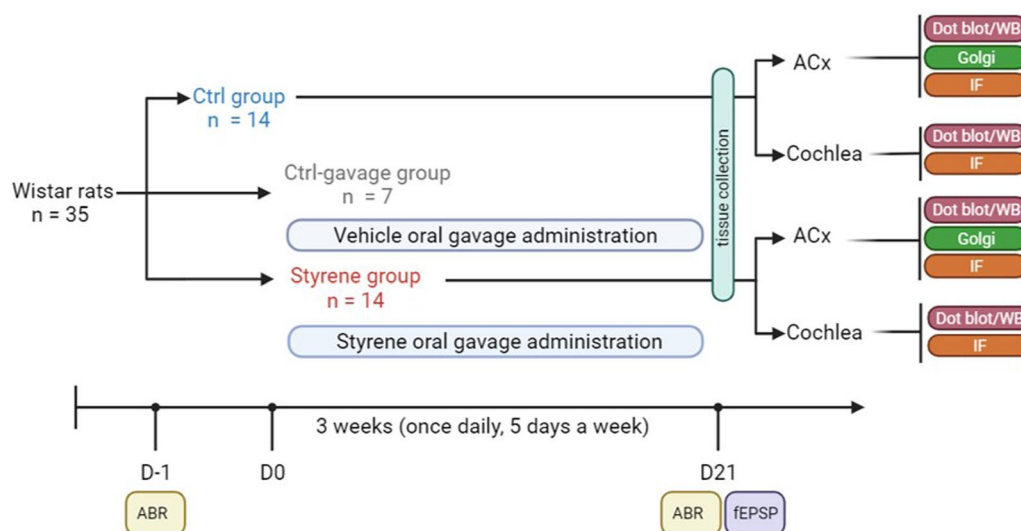 Ctrl group
n = 14
Ctrl-gavage group
n = 7
Vehicle oral gavage administration
Wistar rats
n = 35
Styrene group
n = 14
Styrene oral gavage administration
tissue collection
ACx
Dot blot/WB
Golgi
IF
Cochlea
Dot blot/WB
IF
ACx
Dot blot/WB
Golgi
IF
Cochlea
Dot blot/WB
IF
3 weeks (once daily, 5 days a week)
D-1
D0
D21
ABR
ABR
fEPSP